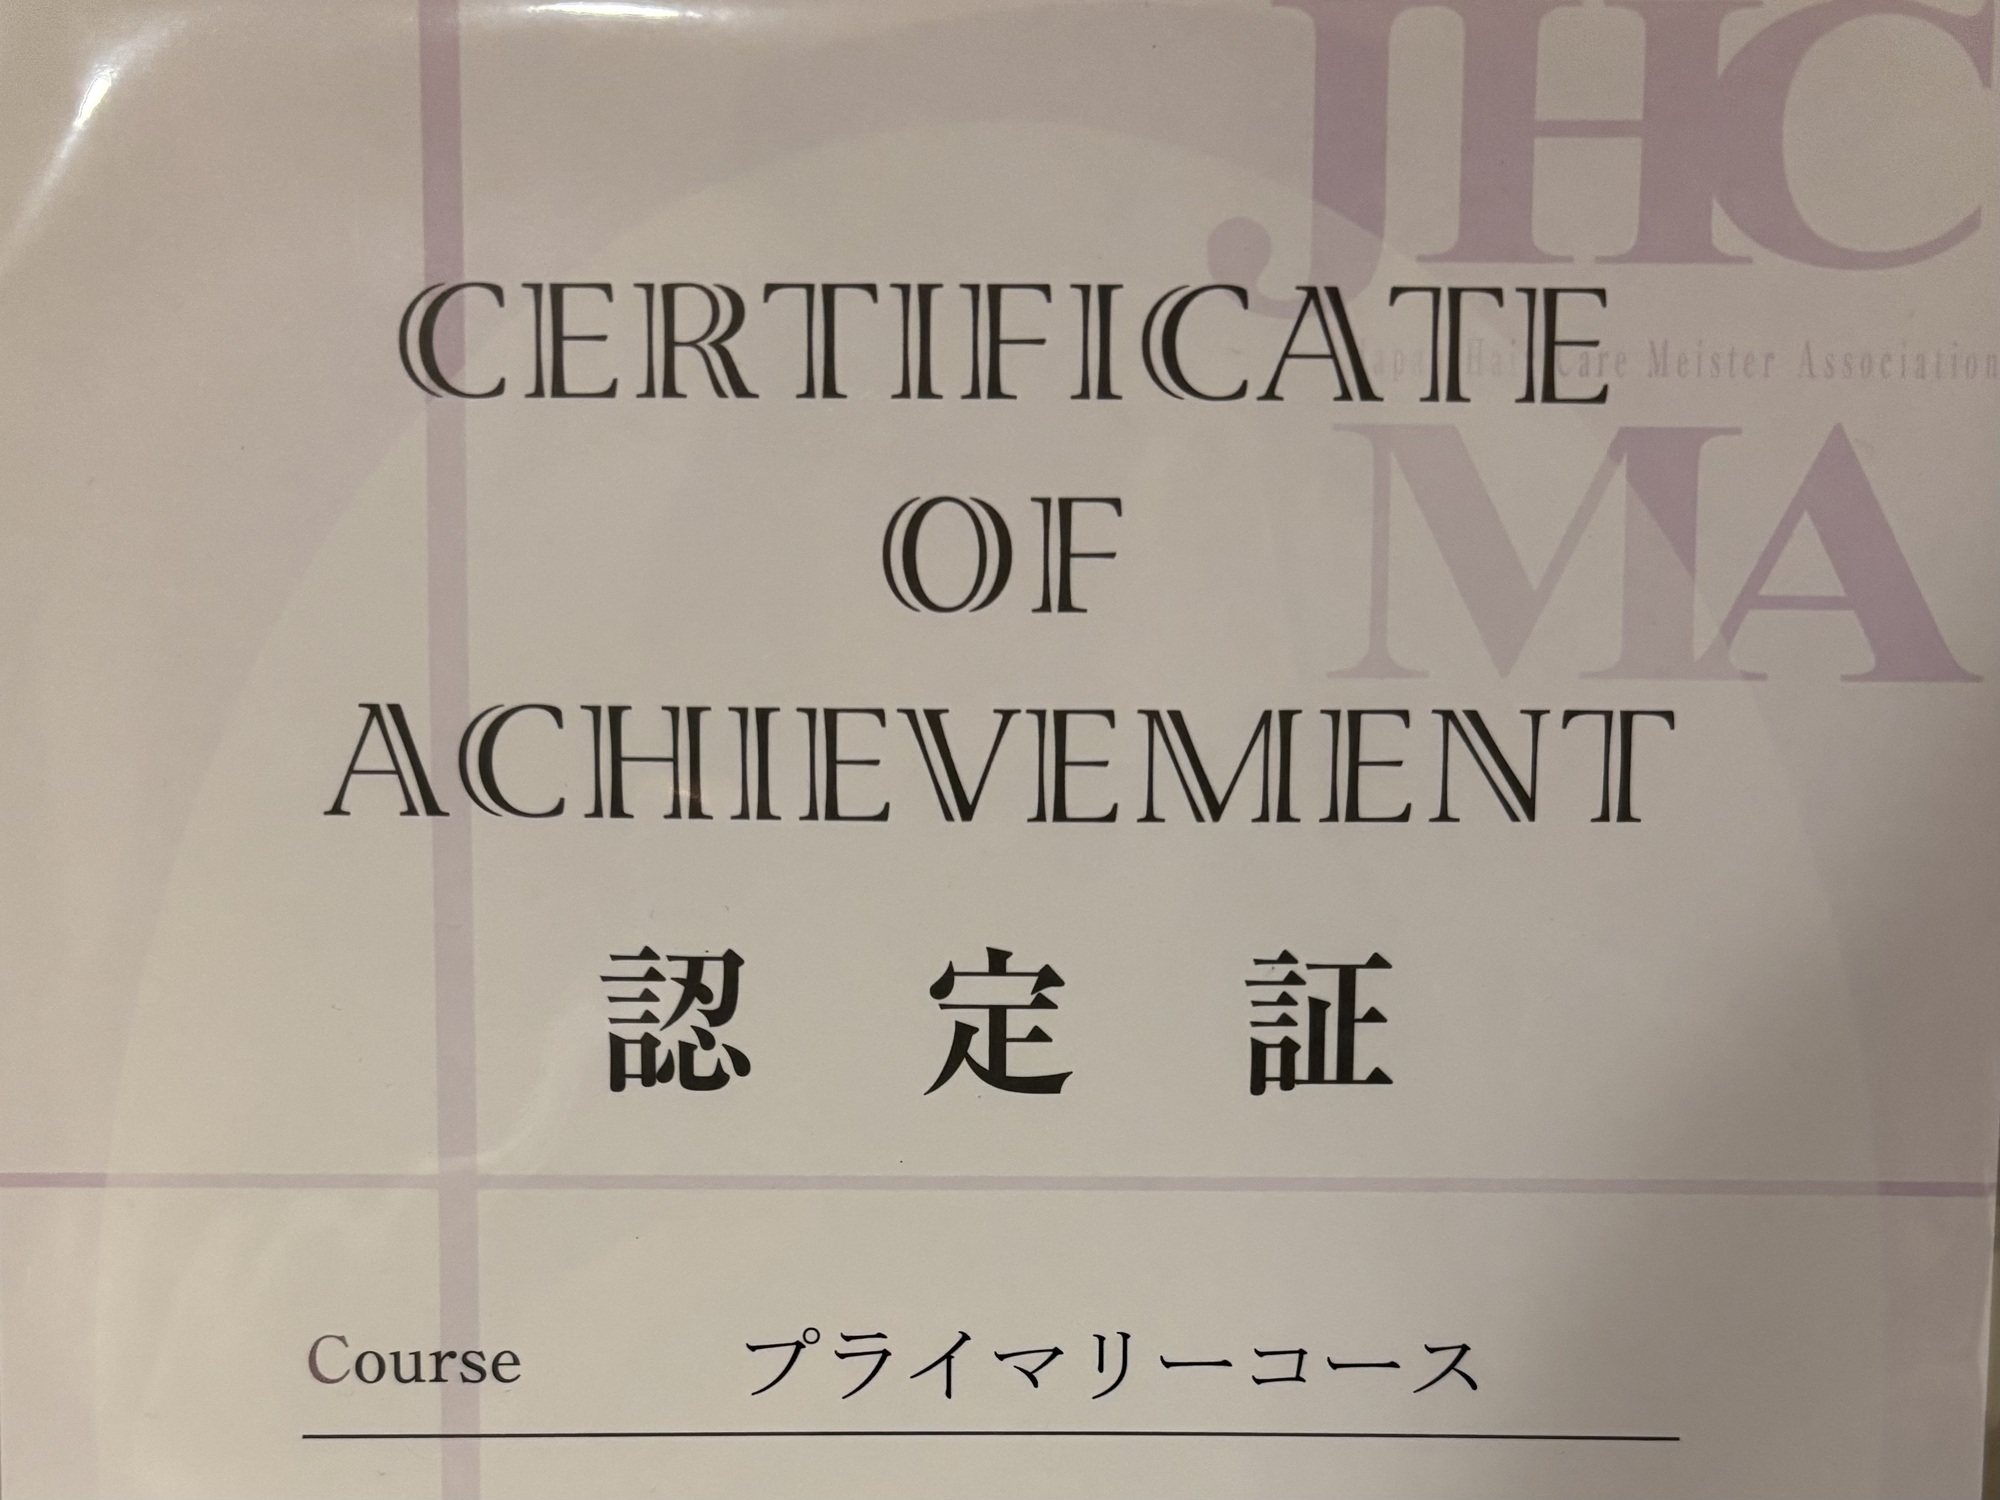 JHC
Japan Hair Care Meister Association
MA
CERTIFICATE
OF
ACHIEVEMENT
認定証
Course プライマリーコース